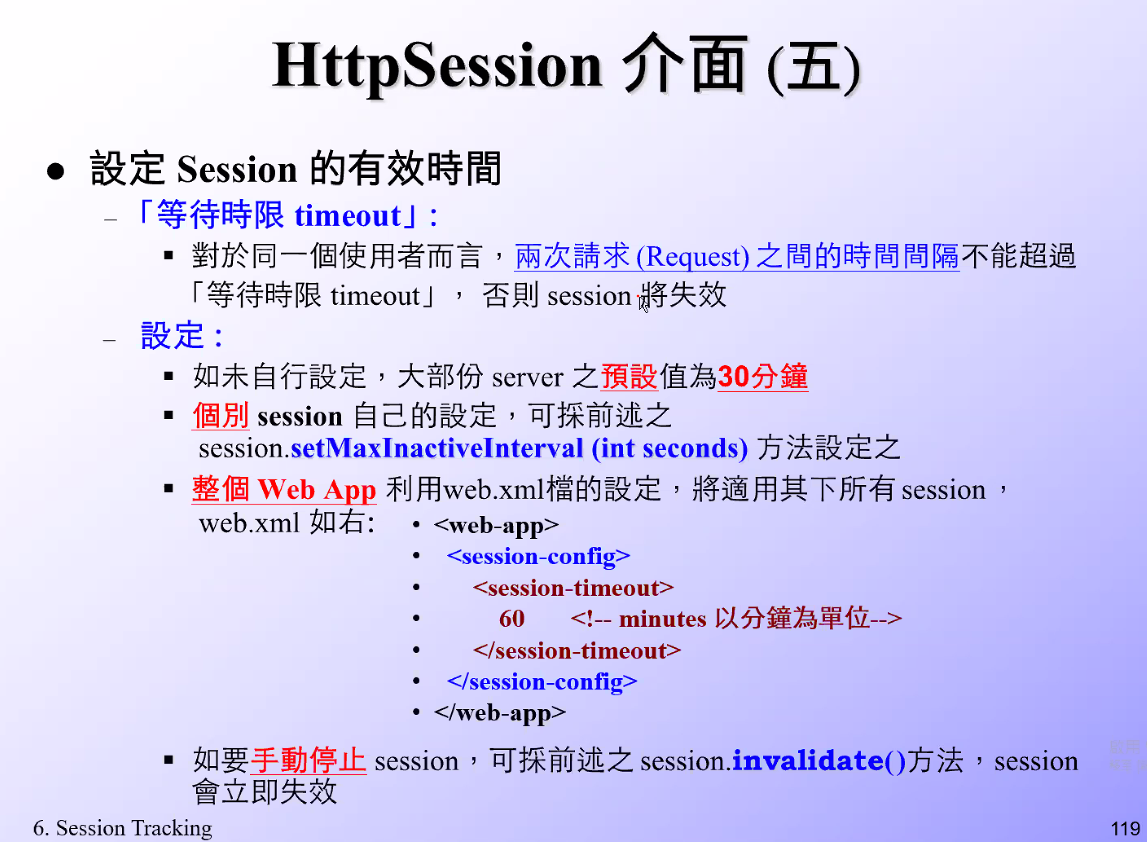 HttpSession 介面 (五)
● 設定 Session 的有效時間
–「等待時限 timeout」:
▪ 對於同一個使用者而言，兩次請求 (Request) 之間的時間間隔不能超過
「等待時限 timeout」， 否則 session 將失效
– 設定 :
▪ 如未自行設定，大部份 server 之預設值為30分鐘
▪ 個別 session 自己的設定，可採前述之
session.setMaxInactiveInterval (int seconds) 方法設定之
▪ 整個 Web App 利用web.xml檔的設定，將適用其下所有 session，
web.xml 如右:
• <web-app>
• <session-config>
• <session-timeout>
• 60 <!-- minutes 以分鐘為單位-->
• </session-timeout>
• </session-config>
• </web-app>
▪ 如要手動停止 session，可採前述之 session.invalidate()方法，session
會立即失效
6. Session Tracking
119